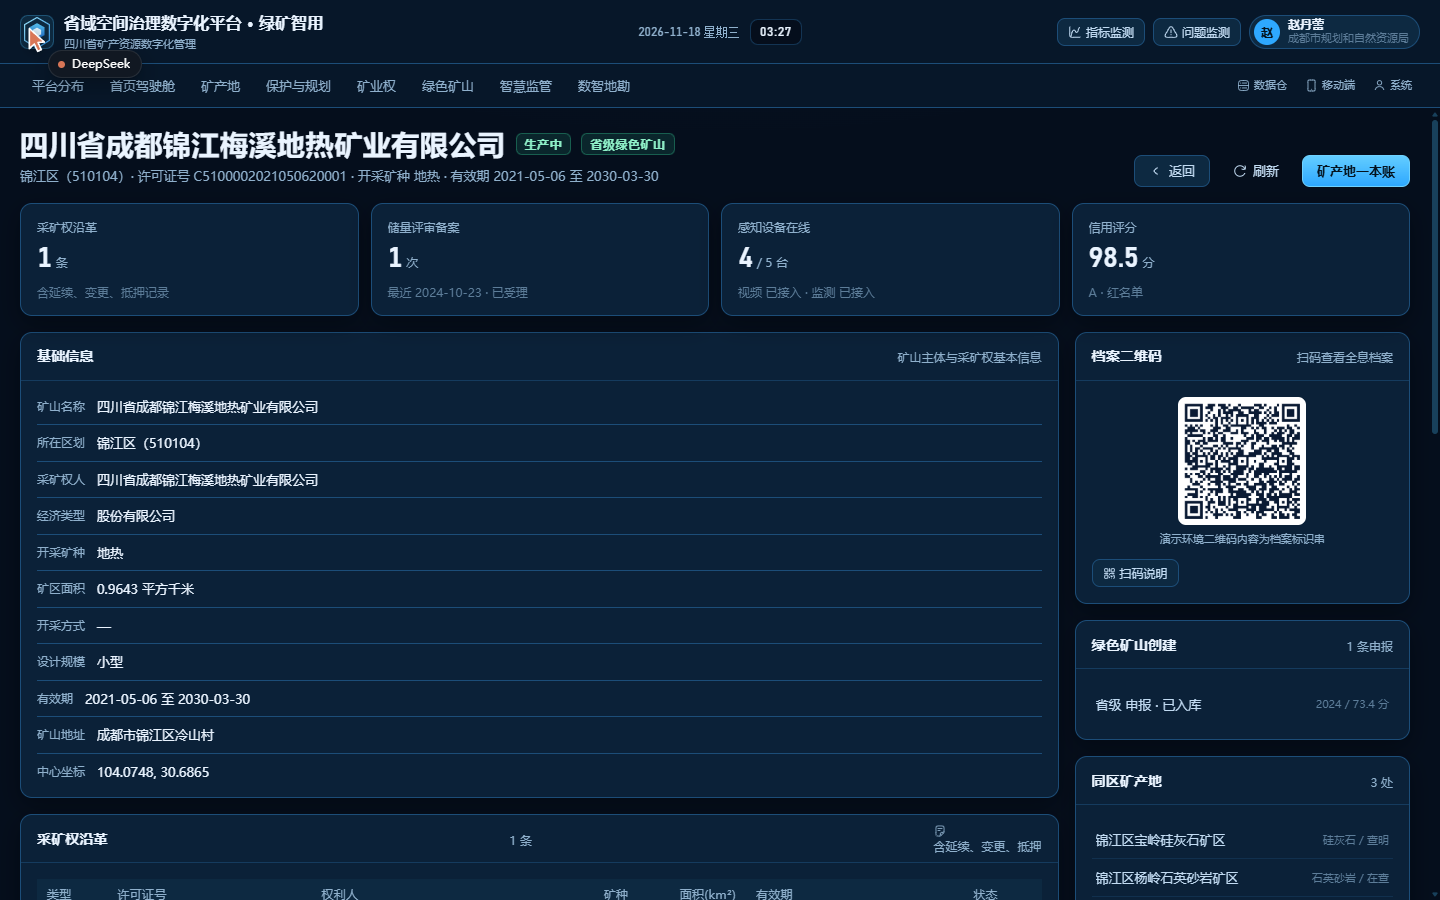 省域空间治理数字化平台 • 绿矿智用
四川省矿产资源数字化管理
2026-11-18 星期三 03:27
指标监测 问题监测
赵 赵丹蕾
成都市规划和自然资源局
DeepSeek
平台分布 首页驾驶舱 矿产地 保护与规划 矿业权 绿色矿山 智慧监管 数智地勘
数据仓 移动端 系统
四川省成都锦江梅溪地热矿业有限公司 生产中 省级绿色矿山
锦江区（510104）· 许可证号 C5100002021050620001 · 开采矿种 地热 · 有效期 2021-05-06 至 2030-03-30
返回 刷新 矿产地一本账
采矿权沿革
1 条
含延续、变更、抵押记录
储量评审备案
1 次
最近 2024-10-23 · 已受理
感知设备在线
4 / 5 台
视频 已接入 · 监测 已接入
信用评分
98.5 分
A · 红名单
基础信息 矿山主体与采矿权基本信息
矿山名称 四川省成都锦江梅溪地热矿业有限公司
所在区划 锦江区（510104）
采矿权人 四川省成都锦江梅溪地热矿业有限公司
经济类型 股份有限公司
开采矿种 地热
矿区面积 0.9643 平方千米
开采方式 —
设计规模 小型
有效期 2021-05-06 至 2030-03-30
矿山地址 成都市锦江区冷山村
中心坐标 104.0748, 30.6865
采矿权沿革 1 条 含延续、变更、抵押
类型 许可证号 权利人 矿种 面积(km²) 有效期 状态
档案二维码 扫码查看全息档案
演示环境二维码内容为档案标识串
扫码说明
绿色矿山创建 1 条申报
省级 申报 · 已入库 2024 / 73.4 分
同区矿产地 3 处
锦江区宝岭硅灰石矿区 硅灰石 / 查明
锦江区杨岭石英砂岩矿区 石英砂岩 / 在查